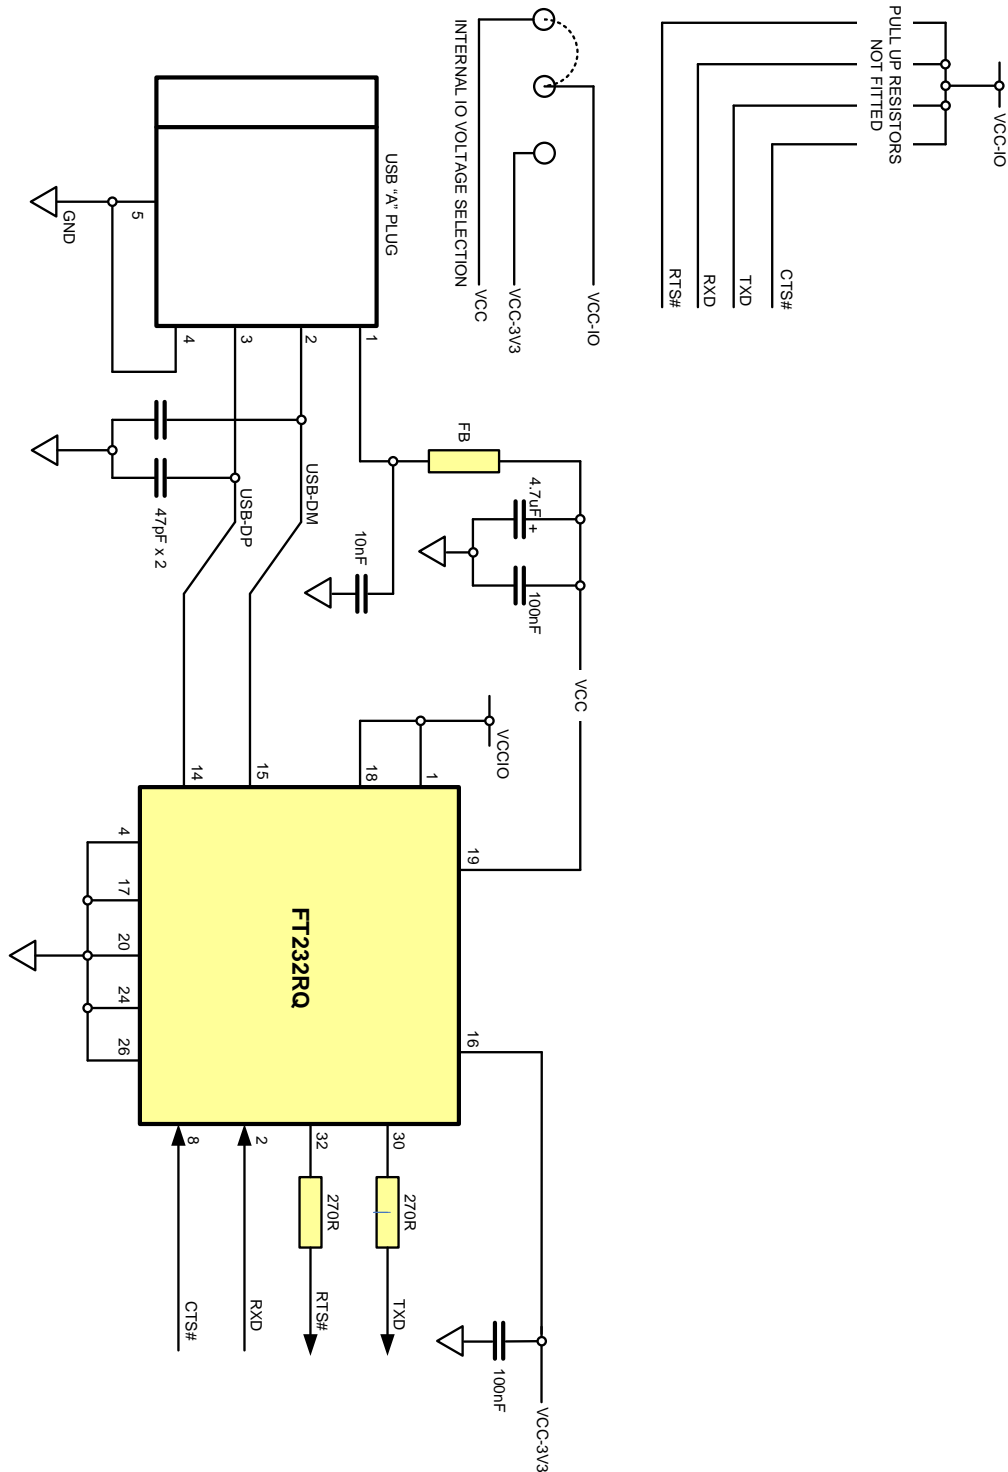 VCC-IO
PULL UP RESISTORS
NOT FITTED
CTS#
TXD
RXD
RTS#
INTERNAL IO VOLTAGE SELECTION
VCC-IO
VCC-3V3
VCC
USB "A" PLUG
5
GND
1
2
3
4
FB
4.7uF +
100nF
10nF
USB-DM
USB-DP
47pF x 2
VCC
VCCIO
1
18
15
14
19
16
FT232RQ
4
17
20
24
26
30
32
2
8
270R
270R
TXD
RTS#
RXD
CTS#
100nF
VCC-3V3